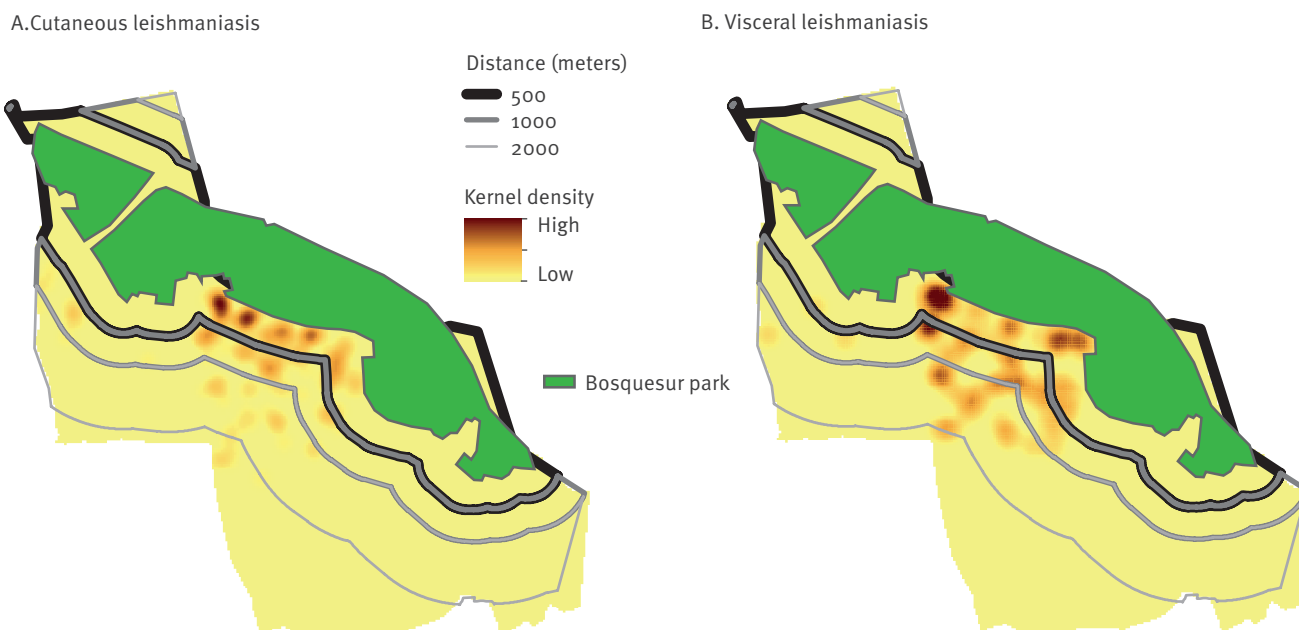 A.Cutaneous leishmaniasis
B. Visceral leishmaniasis
Distance (meters)
500
1000
2000
Kernel density
High
Low
Bosquesur park